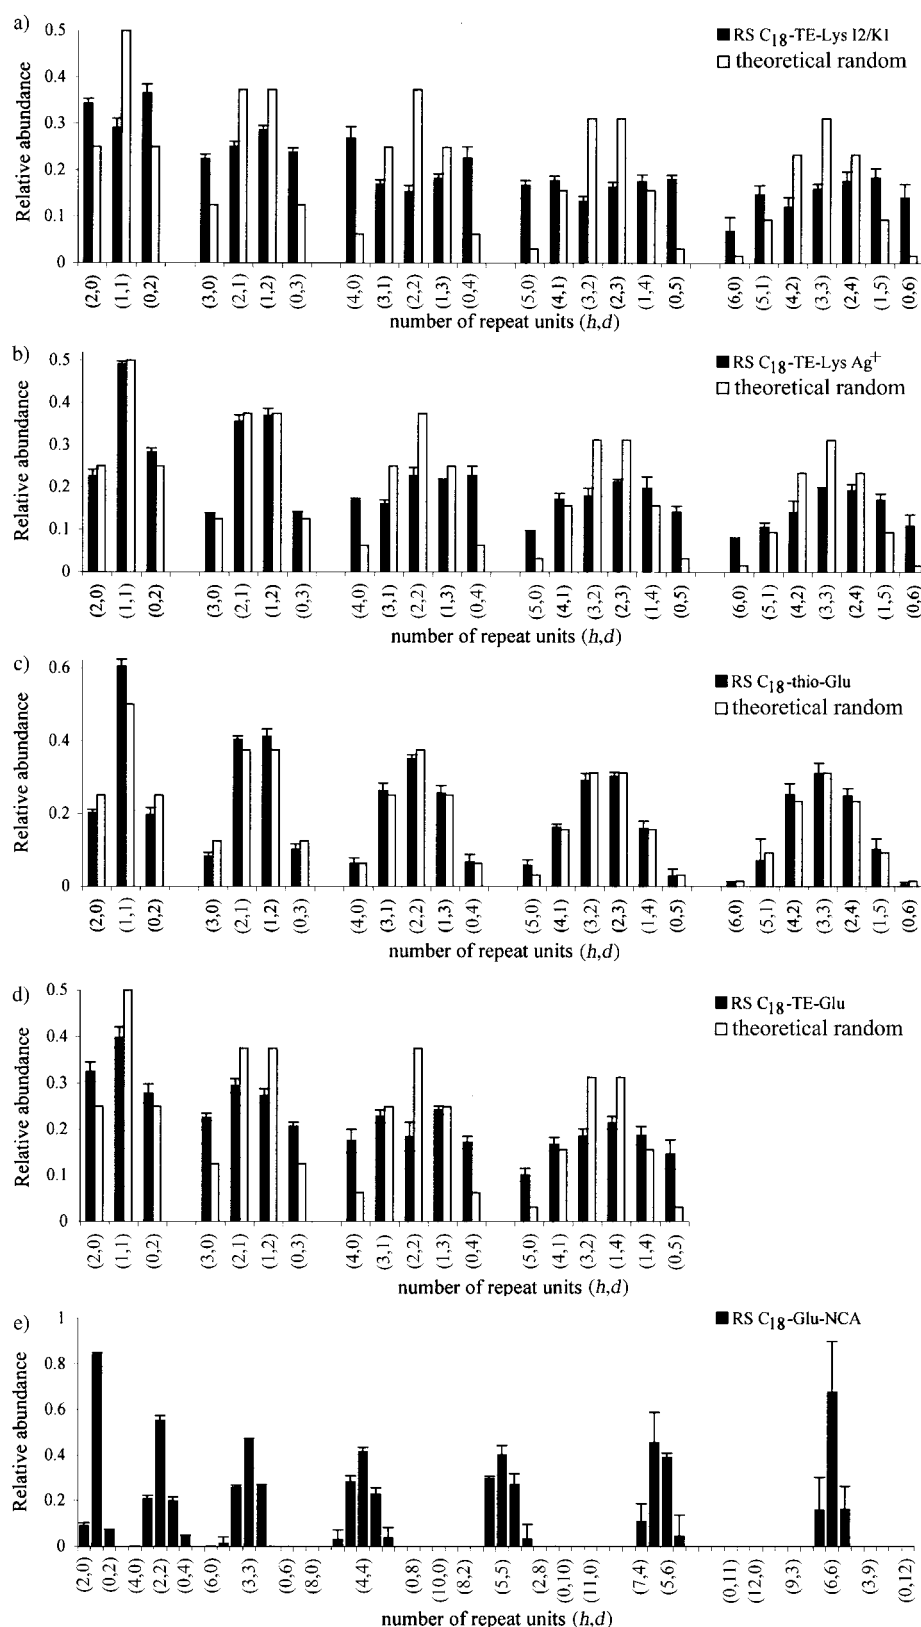 a)
RS C18-TE-Lys I2/KI
theoretical random
Relative abundance
0.5
0.4
0.3
0.2
0.1
0
(2,0) (1,1) (0,2) (3,0) (2,1) (1,2) (0,3) (4,0) (3,1) (2,2) (1,3) (0,4) (5,0) (4,1) (3,2) (2,3) (1,4) (0,5) (6,0) (5,1) (4,2) (3,3) (2,4) (1,5) (0,6)
number of repeat units (h,d)
b)
RS C18-TE-Lys Ag+
theoretical random
Relative abundance
0.5
0.4
0.3
0.2
0.1
0
(2,0) (1,1) (0,2) (3,0) (2,1) (1,2) (0,3) (4,0) (3,1) (2,2) (1,3) (0,4) (5,0) (4,1) (3,2) (2,3) (1,4) (0,5) (6,0) (5,1) (4,2) (3,3) (2,4) (1,5) (0,6)
number of repeat units (h,d)
c)
RS C18-thio-Glu
theoretical random
Relative abundance
0.6
0.4
0.2
0
(2,0) (1,1) (0,2) (3,0) (2,1) (1,2) (0,3) (4,0) (3,1) (2,2) (1,3) (0,4) (5,0) (4,1) (3,2) (2,3) (1,4) (0,5) (6,0) (5,1) (4,2) (3,3) (2,4) (1,5) (0,6)
number of repeat units (h,d)
d)
RS C18-TE-Glu
theoretical random
Relative abundance
0.5
0.4
0.3
0.2
0.1
0
(2,0) (1,1) (0,2) (3,0) (2,1) (1,2) (0,3) (4,0) (3,1) (2,2) (1,3) (0,4) (5,0) (4,1) (3,2) (1,4) (1,4) (0,5)
number of repeat units (h,d)
e)
RS C18-Glu-NCA
Relative abundance
1
0.8
0.6
0.4
0.2
0
(2,0) (0,2) (4,0) (2,2) (0,4) (6,0) (3,3) (0,6) (8,0) (4,4) (0,8) (10,0) (8,2) (5,5) (2,8) (0,10) (11,0) (7,4) (5,6) (0,11) (12,0) (9,3) (6,6) (3,9) (0,12)
number of repeat units (h,d)